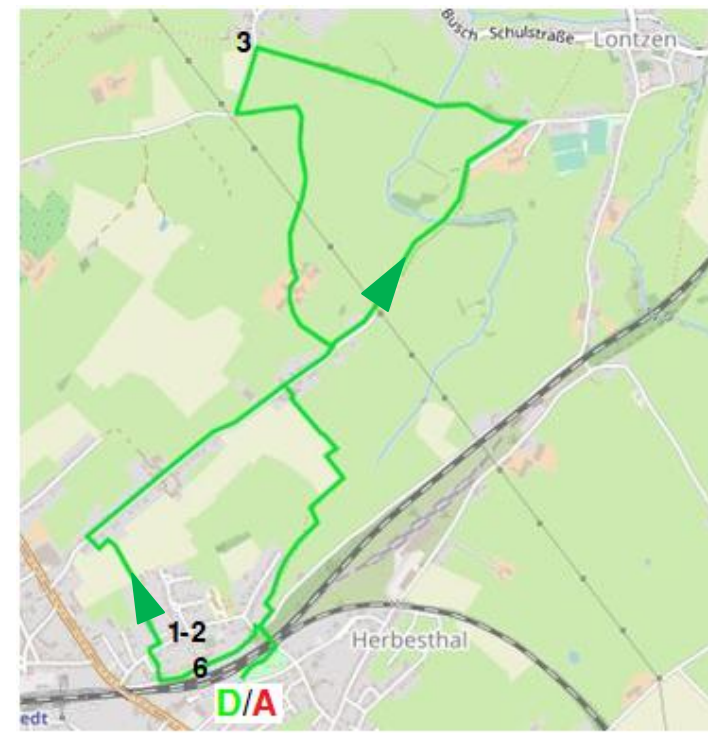 Busch Schulstraße
Lontzen
3
1-2
Herbesthal
6
D/A
edt